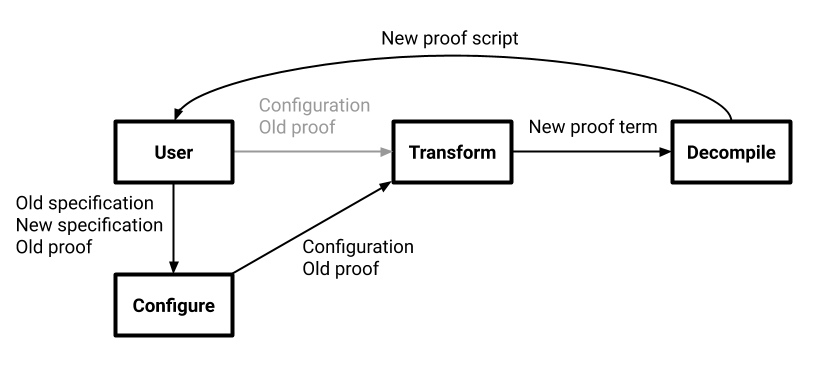 New proof script
Configuration
Old proof
User
Transform
New proof term
Decompile
Old specification
New specification
Old proof
Configuration
Old proof
Configure